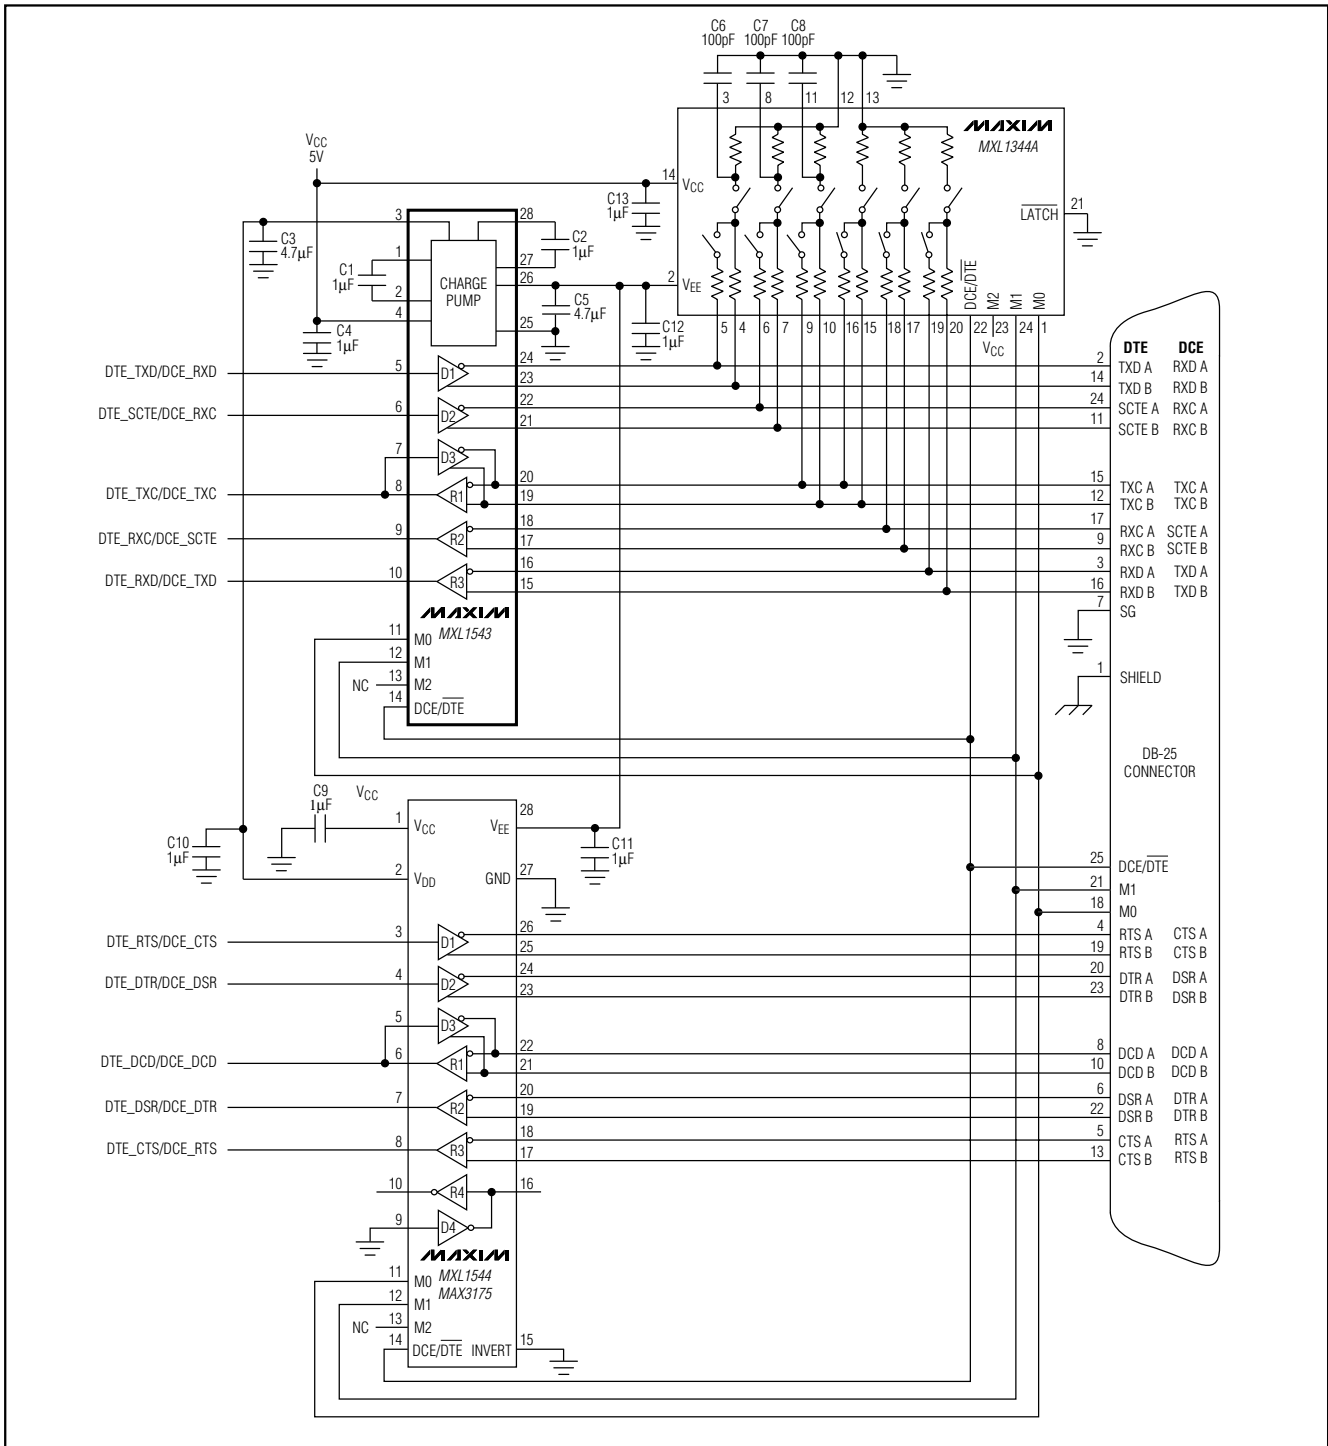 C6 C7 C8
100pF 100pF 100pF
3 8 11 12 13
MAXIM
MXL1344A
VCC
5V
14 VCC
C13
1µF
LATCH 21
3 28
C3
4.7µF
C2
1µF
1 27
C1
1µF
CHARGE
PUMP
26
2 VEE
2
C5
4.7µF
4 25
C4
1µF
C12
1µF
DCE/DTE M2 M1 M0
5 4 6 7 9 10 16 15 18 17 19 20 22 23 24 1
VCC
DTE DCE
DTE_TXD/DCE_RXD 5 D1 24 2 TXD A RXD A
23 14 TXD B RXD B
DTE_SCTE/DCE_RXC 6 D2 22 24 SCTE A RXC A
21 11 SCTE B RXC B
7 D3
DTE_TXC/DCE_TXC 8 R1 20 15 TXC A TXC A
19 12 TXC B TXC B
DTE_RXC/DCE_SCTE 9 R2 18 17 RXC A SCTE A
17 9 RXC B SCTE B
DTE_RXD/DCE_TXD 10 R3 16 3 RXD A TXD A
15 16 RXD B TXD B
7 SG
MAXIM
MXL1543
11 M0
12 M1
NC 13 M2
14 DCE/DTE
1 SHIELD
DB-25
CONNECTOR
C9
1µF
VCC
1 VCC VEE 28
C10
1µF
C11
1µF
2 VDD GND 27
25 DCE/DTE
21 M1
18 M0
DTE_RTS/DCE_CTS 3 D1 26 4 RTS A CTS A
25 19 RTS B CTS B
DTE_DTR/DCE_DSR 4 D2 24 20 DTR A DSR A
23 23 DTR B DSR B
5 D3
DTE_DCD/DCE_DCD 6 R1 22 8 DCD A DCD A
21 10 DCD B DCD B
DTE_DSR/DCE_DTR 7 R2 20 6 DSR A DTR A
19 22 DSR B DTR B
DTE_CTS/DCE_RTS 8 R3 18 5 CTS A RTS A
17 13 CTS B RTS B
10 R4 16
9 D4
MAXIM
MXL1544
MAX3175
11 M0
12 M1
NC 13 M2
14 DCE/DTE INVERT 15